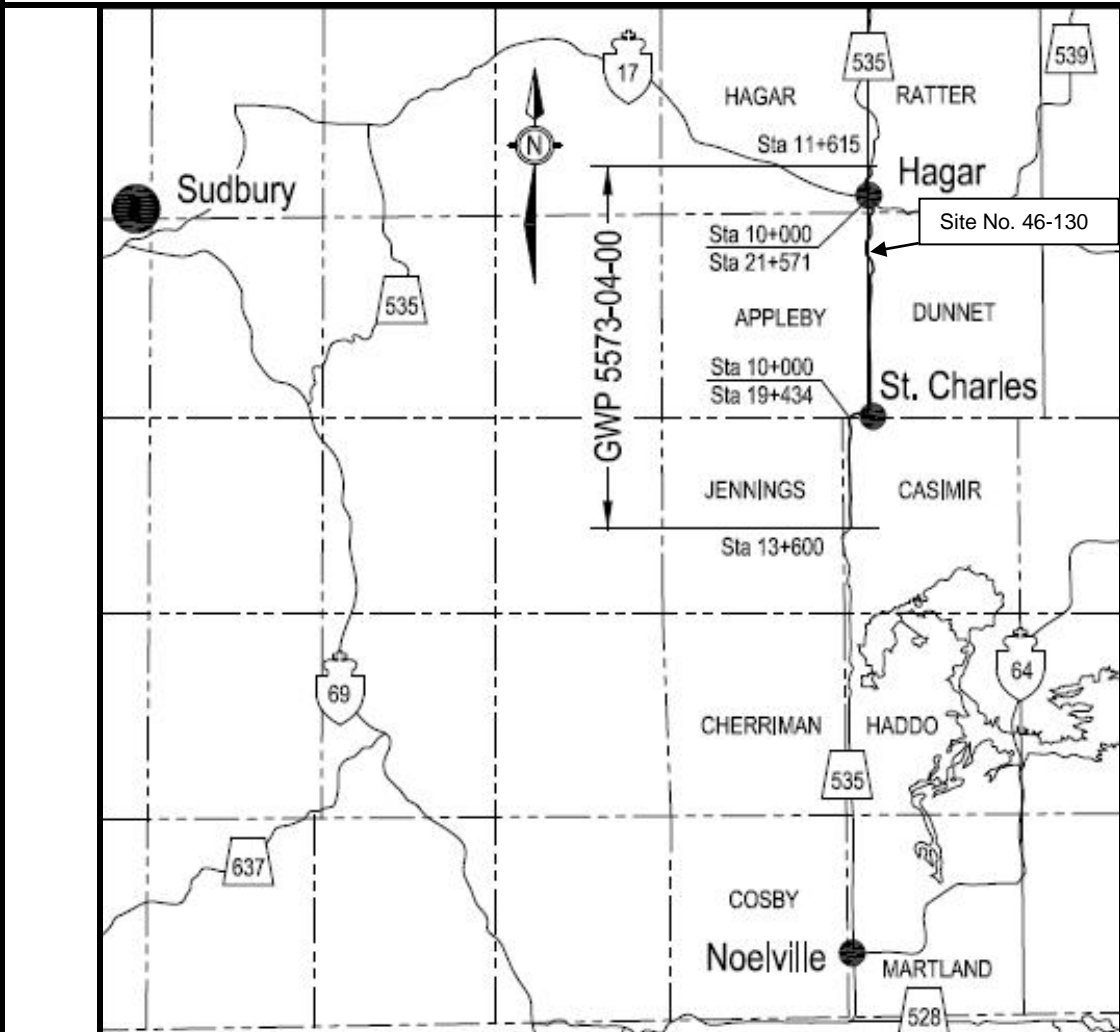 535
539
17
HAGAR
RATTER
Sta 11+615
Hagar
Sudbury
N
Site No. 46-130
Sta 10+000
Sta 21+571
GWP 5573-04-00
535
APPLEBY
DUNNET
Sta 10+000
Sta 19+434
St. Charles
JENNINGS
CASIMIR
Sta 13+600
69
64
CHERRIMAN
HADDO
535
637
COSBY
Noelville
MARTLAND
528